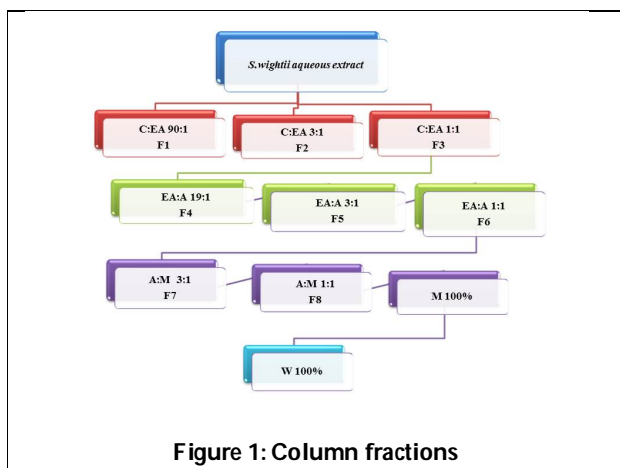 S.wightii aqueous extract
C:EA 90:1
F1
C:EA 3:1
F2
C:EA 1:1
F3
EA:A 19:1
F4
EA:A 3:1
F5
EA:A 1:1
F6
A:M 3:1
F7
A:M 1:1
F8
M 100%
W 100%
Figure 1: Column fractions